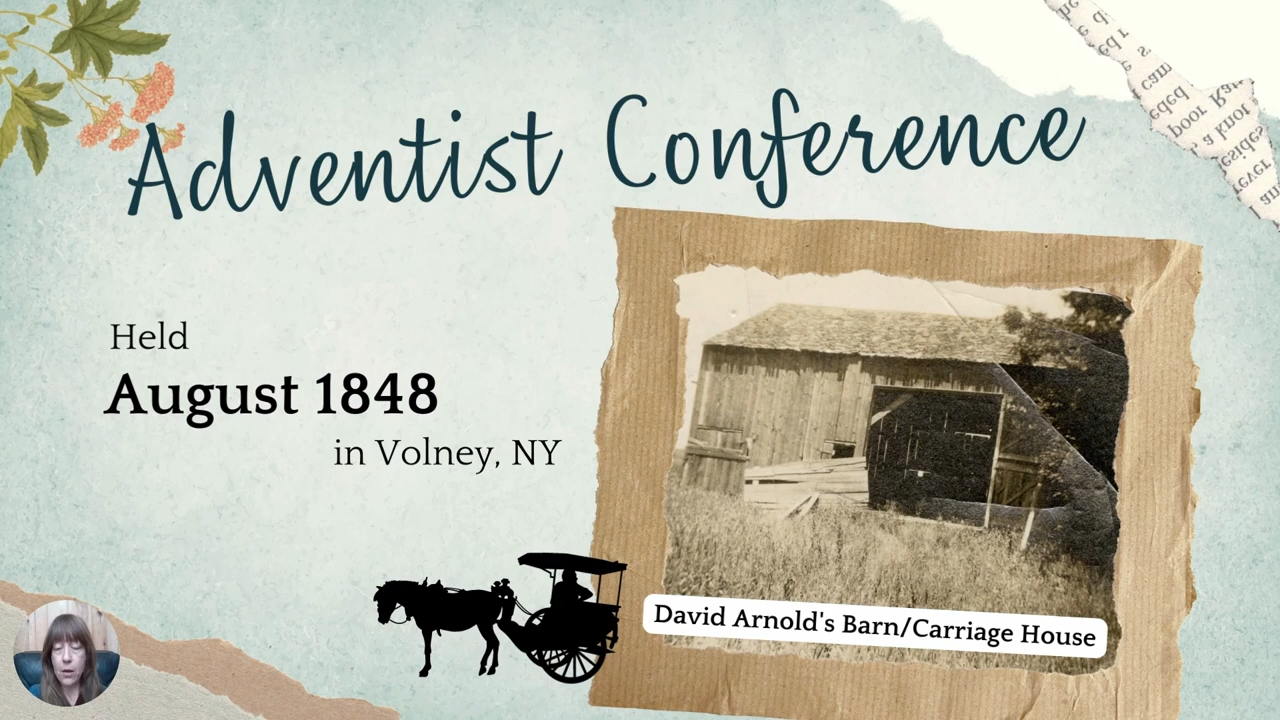 Adventist Conference
Held
August 1848
in Volney, NY
David Arnold's Barn/Carriage House